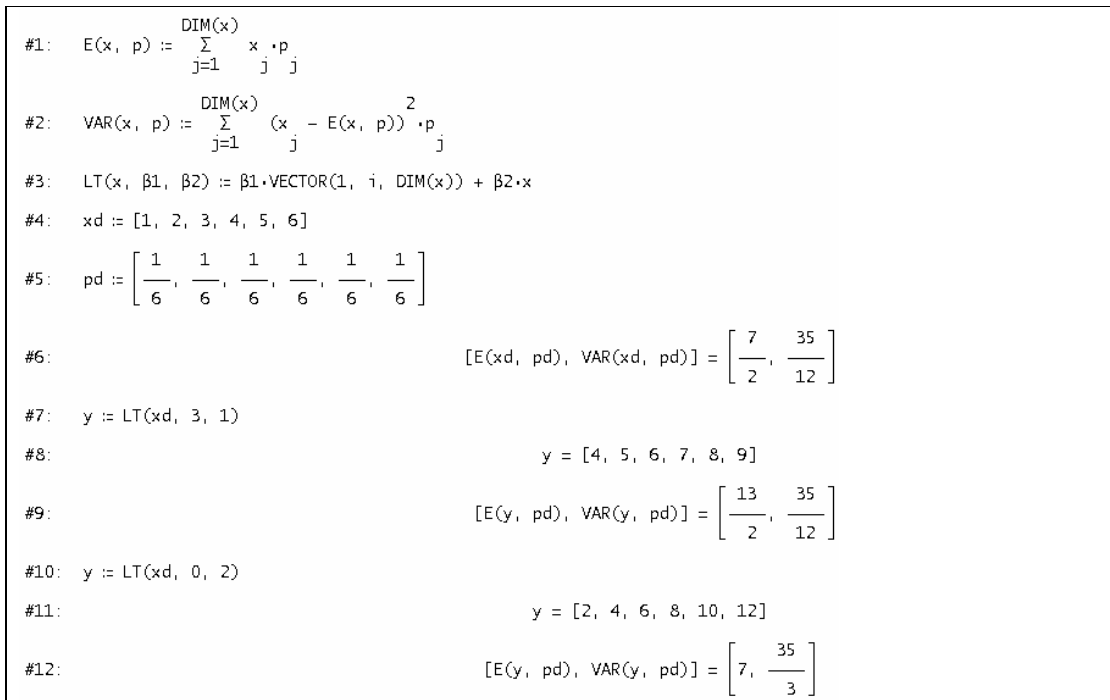 #1: E(x, p) := DIM(x) Σ j=1 x_j·p_j
#2: VAR(x, p) := DIM(x) Σ j=1 (x_j - E(x, p))^2·p_j
#3: LT(x, β1, β2) := β1·VECTOR(1, i, DIM(x)) + β2·x
#4: xd := [1, 2, 3, 4, 5, 6]
#5: pd := [1/6, 1/6, 1/6, 1/6, 1/6, 1/6]
#6: [E(xd, pd), VAR(xd, pd)] = [7/2, 35/12]
#7: y := LT(xd, 3, 1)
#8: y = [4, 5, 6, 7, 8, 9]
#9: [E(y, pd), VAR(y, pd)] = [13/2, 35/12]
#10: y := LT(xd, 0, 2)
#11: y = [2, 4, 6, 8, 10, 12]
#12: [E(y, pd), VAR(y, pd)] = [7, 35/3]